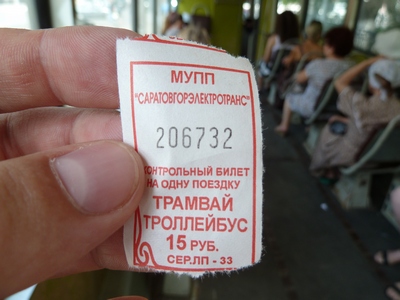 МУПП
"САРАТОВГОРЭЛЕКТРОТРАНС"
206732
КОНТРОЛЬНЫЙ БИЛЕТ
НА ОДНУ ПОЕЗДКУ
ТРАМВАЙ
ТРОЛЛЕЙБУС
15 РУБ.
СЕР.ЛП - 33